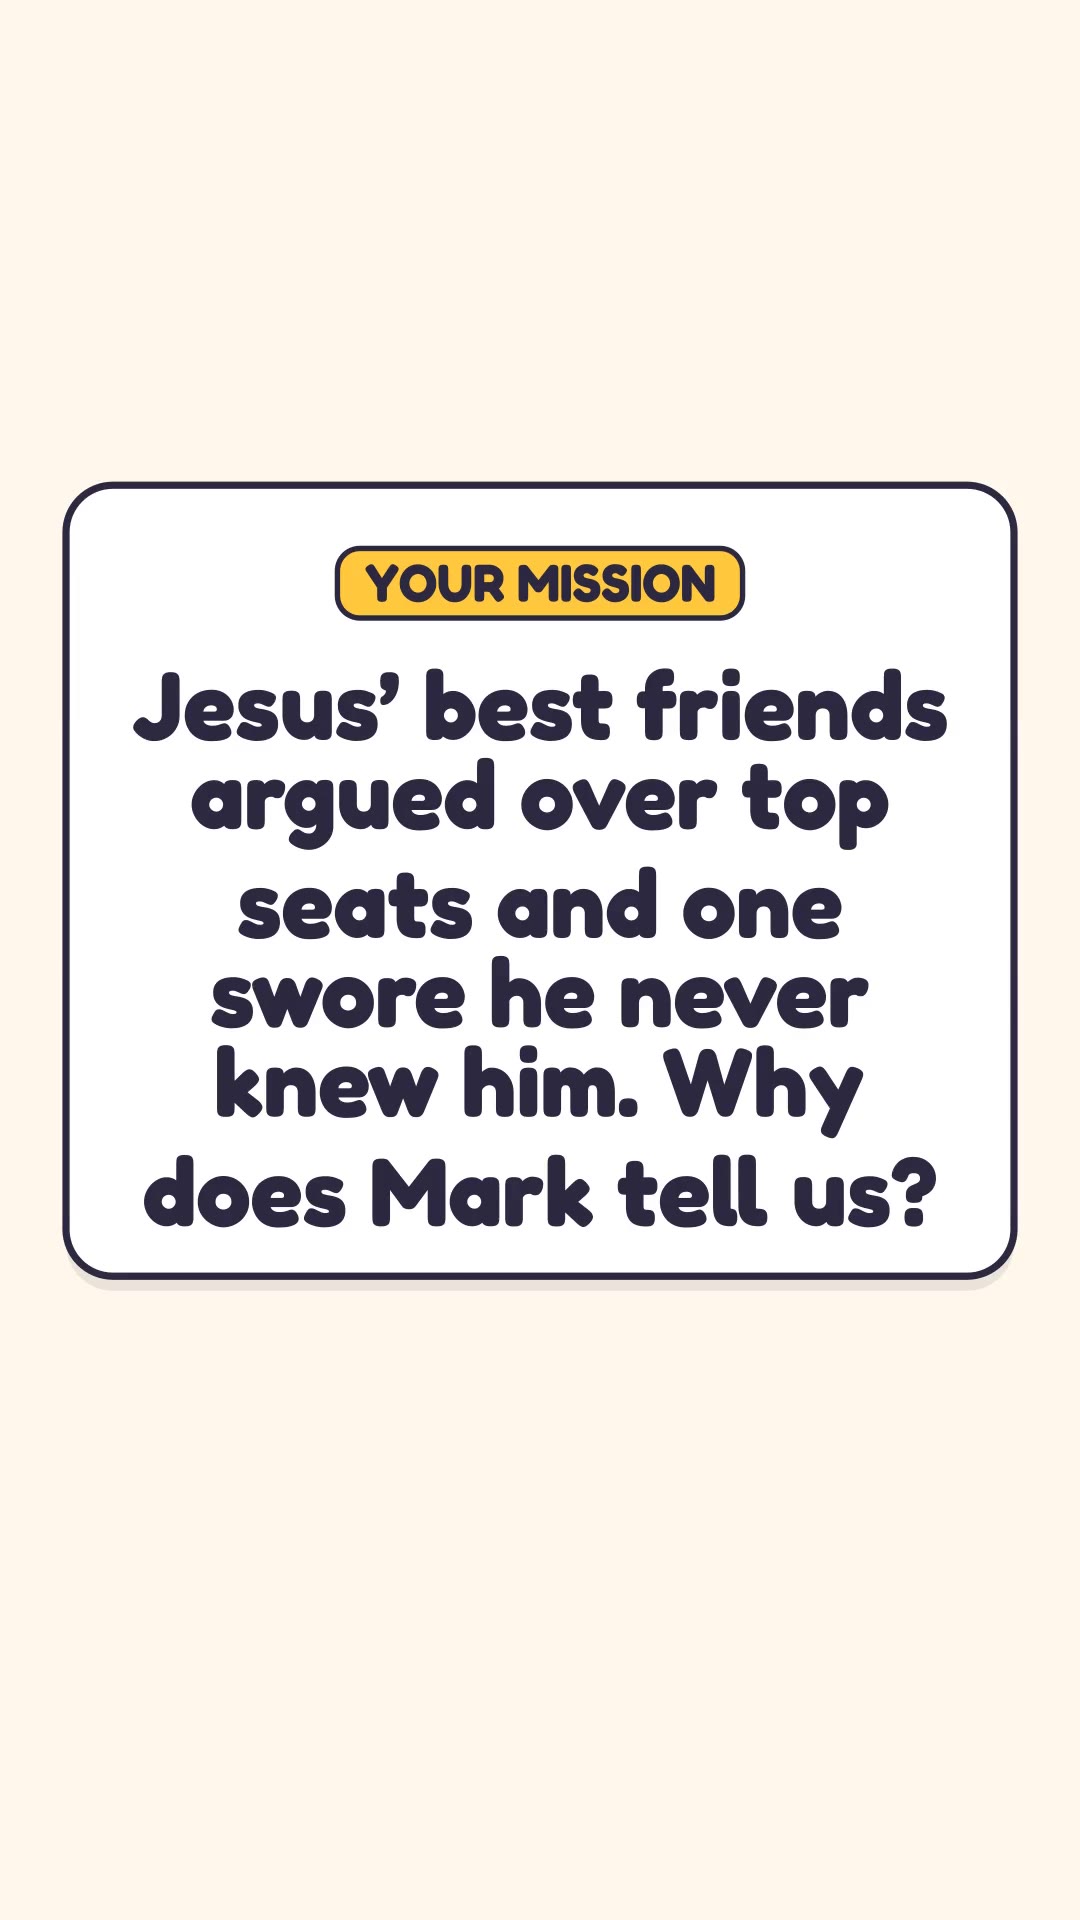 YOUR MISSION
Jesus’ best friends
argued over top
seats and one
swore he never
knew him. Why
does Mark tell us?